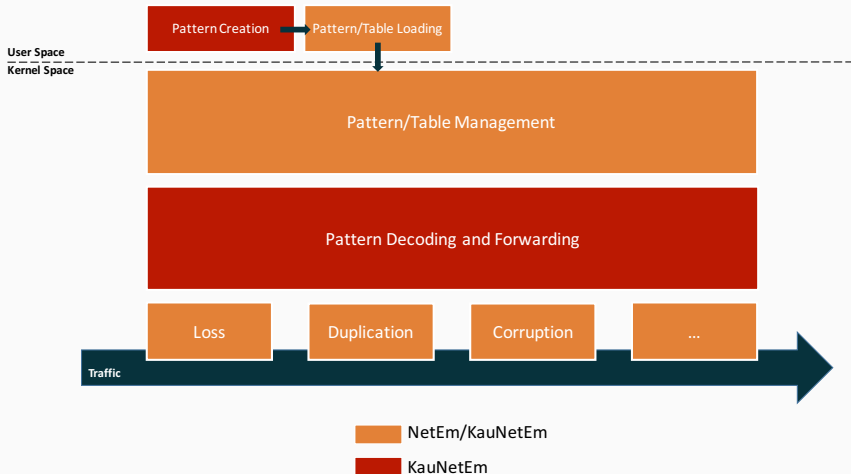 Pattern Creation
Pattern/Table Loading
User Space
Kernel Space
Pattern/Table Management
Pattern Decoding and Forwarding
Loss
Duplication
Corruption
...
Traffic
NetEm/KauNetEm
KauNetEm